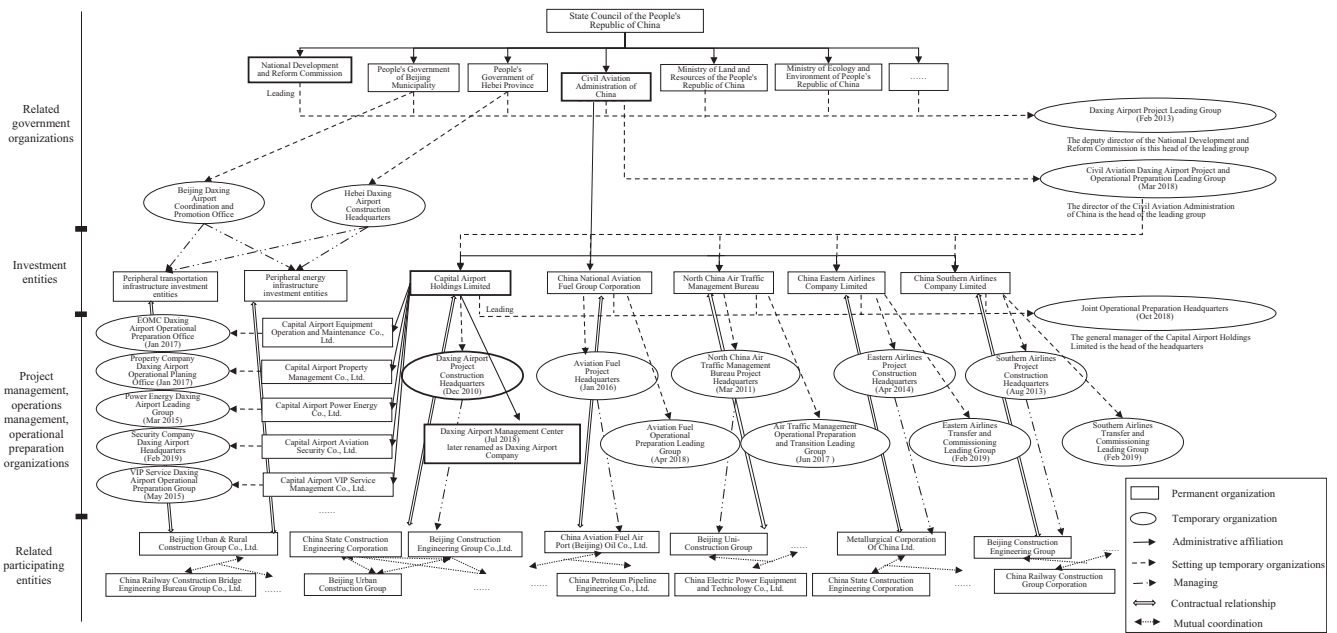 State Council of the People's
Republic of China
National Development
and Reform Commission
People's Government
of Beijing
Municipality
People's
Government of
Hebei Province
Civil Aviation
Administration of
China
Ministry of Land and
Resources of the People's
Republic of China
Ministry of Ecology and
Environment of People's
Republic of China
......
Leading
Related
government
organizations
Daxing Airport Project Leading Group
(Feb 2013)
The deputy director of the National Development and
Reform Commission is this head of the leading group
Civil Aviation Daxing Airport Project and
Operational Preparation Leading Group
(Mar 2018)
The director of the Civil Aviation Administration
of China is the head of the leading group
Beijing Daxing
Airport
Coordination and
Promotion Office
Hebei Daxing
Airport
Construction
Headquarters
Investment
entities
Peripheral transportation
infrastructure investment
entities
Peripheral energy
infrastructure
investment entities
Capital Airport
Holdings Limited
China National Aviation
Fuel Group Corporation
North China Air Traffic
Management Bureau
China Eastern Airlines
Company Limited
China Southern Airlines
Company Limited
Leading
Joint Operational Preparation Headquarters
(Oct 2018)
The general manager of the Capital Airport Holdings
Limited is the head of the headquarters
Project
management,
operations
management,
operational
preparation
organizations
EOMC Daxing
Airport Operational
Preparation Office
(Jan 2017)
Capital Airport Equipment
Operation and Maintenance Co.,
Ltd.
Property Company
Daxing Airport
Operational Planing
Office (Jan 2017)
Capital Airport Property
Management Co., Ltd.
Power Energy Daxing
Airport Leading
Group
(Mar 2015)
Capital Airport Power Energy
Co., Ltd.
Security Company
Daxing Airport
Headquarters
(Feb 2019)
Capital Airport Aviation
Security Co., Ltd.
VIP Service Daxing
Airport Operational
Preparation Group
(May 2015)
Capital Airport VIP Service
Management Co., Ltd.
......
Daxing Airport
Project
Construction
Headquarters
(Dec 2010)
Aviation Fuel
Project
Headquarters
(Jan 2016)
North China Air
Traffic Management
Bureau Project
Headquarters
(Mar 2011)
Eastern Airlines
Project
Construction
Headquarters
(Apr 2014)
Southern Airlines
Project
Construction
Headquarters
(Aug 2013)
Daxing Airport Management Center
(Jul 2018)
later renamed as Daxing Airport
Company
Aviation Fuel
Operational
Preparation Leading
Group
(Apr 2018)
Air Traffic Management
Operational Preparation
and Transition Leading
Group
(Jun 2017 )
Eastern Airlines
Transfer and
Commissioning
Leading Group
(Feb 2019)
Southern Airlines
Transfer and
Commissioning
Leading Group
(Feb 2019)
Related
participating
entities
Beijing Urban & Rural
Construction Group Co., Ltd.
China State Construction
Engineering Corporation
Beijing Construction
Engineering Group Co.,Ltd.
China Aviation Fuel Air
Port (Beijing) Oil Co., Ltd.
......
Beijing Uni-
Construction Group
......
Metallurgical Corporation
Of China Ltd.
Beijing Construction
Engineering Group
......
China Railway Construction Bridge
Engineering Bureau Group Co., Ltd.
......
Beijing Urban
Construction Group
......
......
China Petroleum Pipeline
Engineering Co., Ltd.
China Electric Power Equipment
and Technology Co., Ltd.
China State Construction
Engineering Corporation
......
China Railway Construction Group
Corporation
Permanent organization
Temporary organization
Administrative affiliation
Setting up temporary organizations
Managing
Contractual relationship
Mutual coordination